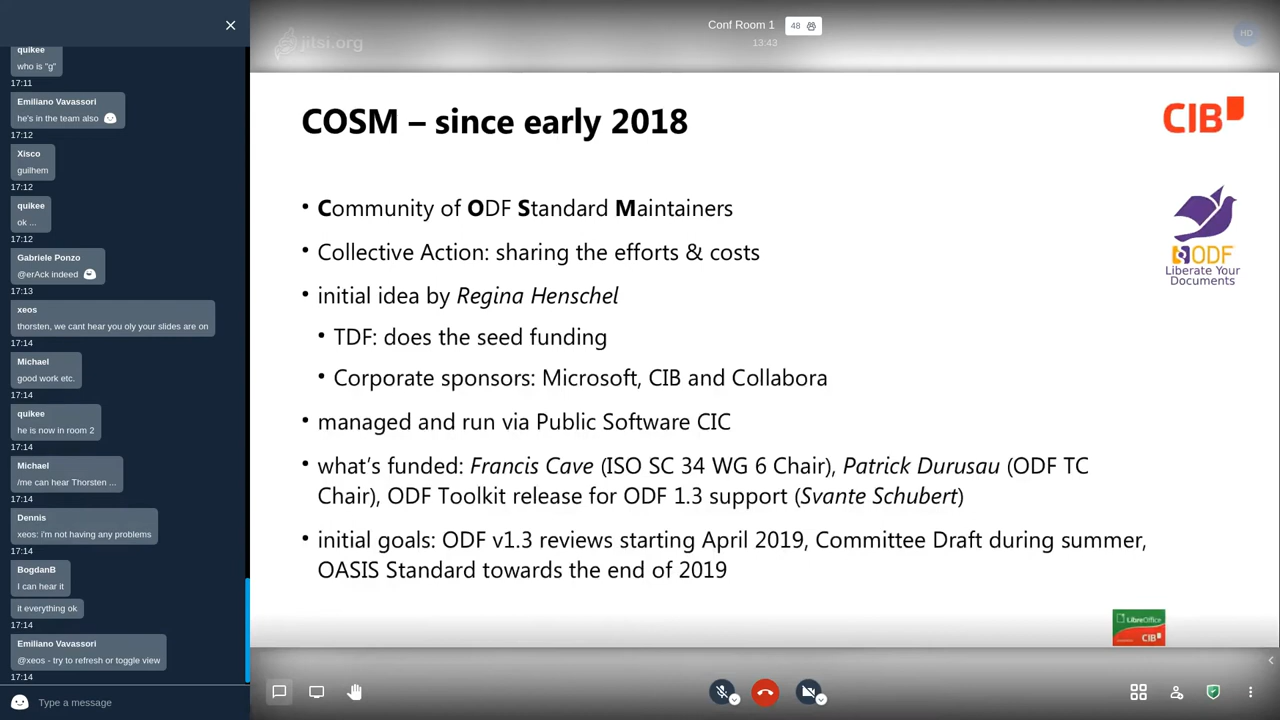 quikee
who is "g"
17:11
Emiliano Vavassori
he's in the team also
17:12
Xisco
guilhem
17:12
quikee
ok ...
17:12
Gabriele Ponzo
@erAck indeed
17:13
xeos
thorsten, we cant hear you oly your slides are on
17:14
Michael
good work etc.
17:14
quikee
he is now in room 2
17:14
Michael
/me can hear Thorsten ...
17:14
Dennis
xeos: i'm not having any problems
17:14
BogdanB
I can hear it
it everything ok
17:14
Emiliano Vavassori
@xeos - try to refresh or toggle view
17:14
Type a message
jitsi.org
Conf Room 1
48
13:43
HD
COSM – since early 2018
CIB
ODF
Liberate Your
Documents
• Community of ODF Standard Maintainers
• Collective Action: sharing the efforts & costs
• initial idea by Regina Henschel
• TDF: does the seed funding
• Corporate sponsors: Microsoft, CIB and Collabora
• managed and run via Public Software CIC
• what's funded: Francis Cave (ISO SC 34 WG 6 Chair), Patrick Durusau (ODF TC
Chair), ODF Toolkit release for ODF 1.3 support (Svante Schubert)
• initial goals: ODF v1.3 reviews starting April 2019, Committee Draft during summer,
OASIS Standard towards the end of 2019
LibreOffice
CIB